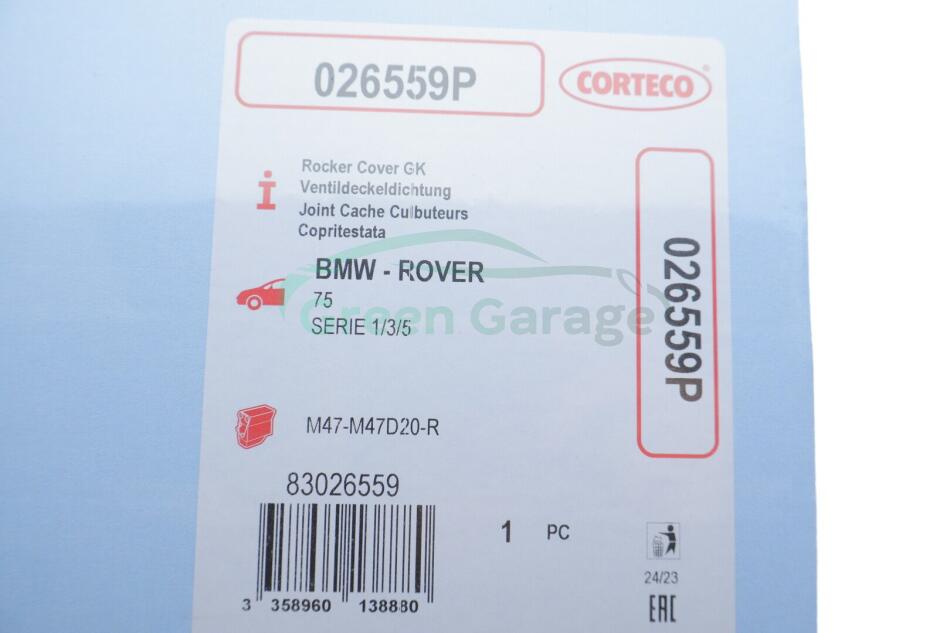 026559P
CORTECO
Rocker Cover GK
Ventildeckeldichtung
Joint Cache Culbuteurs
Copritestata
BMW - ROVER
75
SERIE 1/3/5
Green Garage
026559P
M47-M47D20-R
83026559
3 358960 138880
1 PC
24/23
EAC